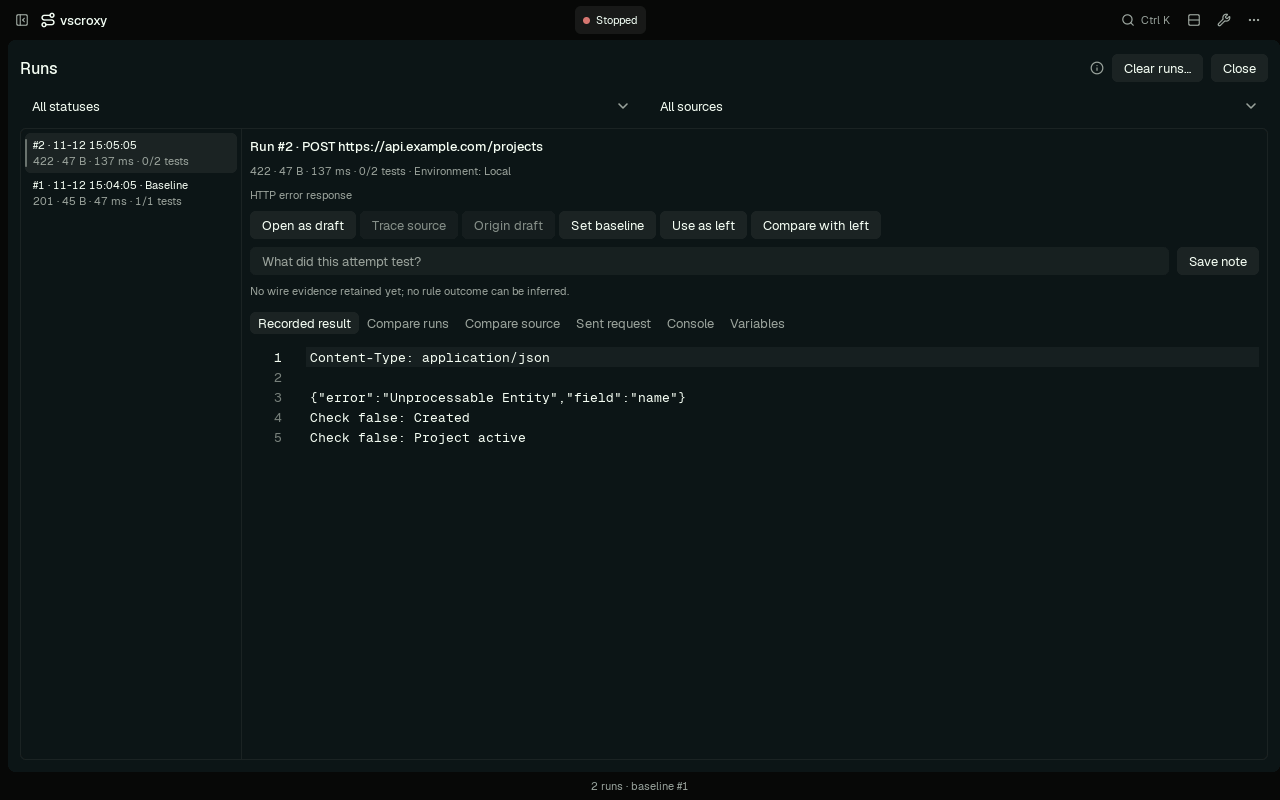 vscroxy
Stopped
Ctrl K
Runs
Clear runs…
Close
All statuses
All sources
#2 · 11-12 15:05:05
422 · 47 B · 137 ms · 0/2 tests
#1 · 11-12 15:04:05 · Baseline
201 · 45 B · 47 ms · 1/1 tests
Run #2 · POST https://api.example.com/projects
422 · 47 B · 137 ms · 0/2 tests · Environment: Local
HTTP error response
Open as draft
Trace source
Origin draft
Set baseline
Use as left
Compare with left
What did this attempt test?
Save note
No wire evidence retained yet; no rule outcome can be inferred.
Recorded result
Compare runs
Compare source
Sent request
Console
Variables
1 Content-Type: application/json
2
3 {"error":"Unprocessable Entity","field":"name"}
4 Check false: Created
5 Check false: Project active
2 runs · baseline #1